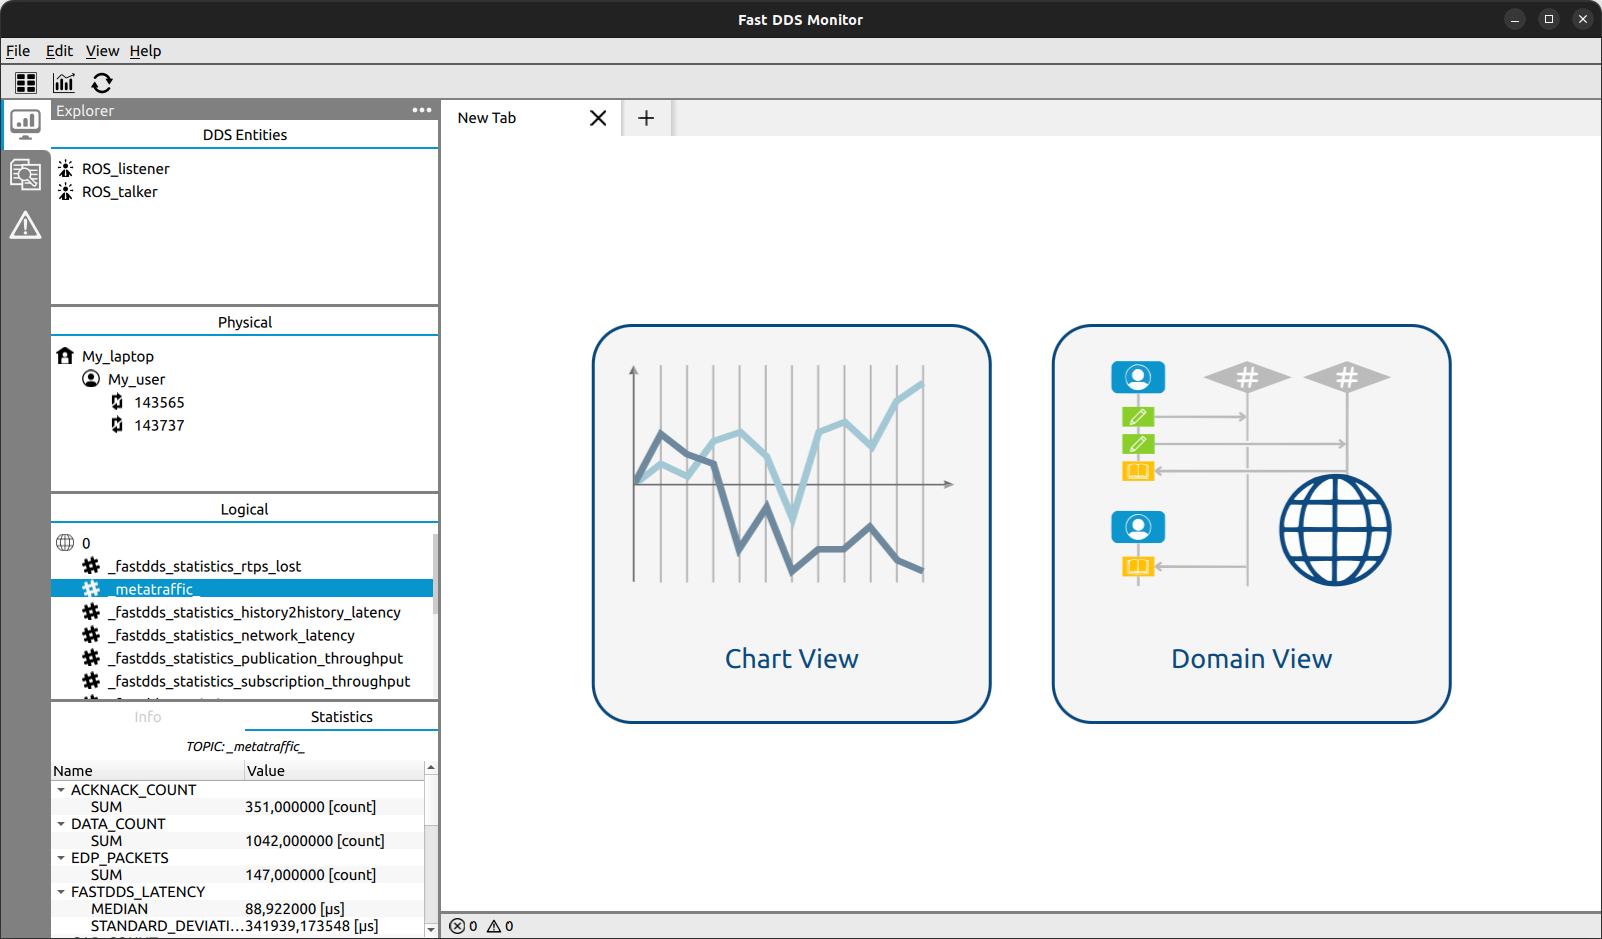 Fast DDS Monitor
File Edit View Help
Explorer
DDS Entities
ROS_listener
ROS_talker
Physical
My_laptop
My_user
143565
143737
Logical
0
_fastdds_statistics_rtps_lost
_metatraffic_
_fastdds_statistics_history2history_latency
_fastdds_statistics_network_latency
_fastdds_statistics_publication_throughput
_fastdds_statistics_subscription_throughput
Info Statistics
TOPIC: _metatraffic_
Name Value
ACKNACK_COUNT
SUM 351,000000 [count]
DATA_COUNT
SUM 1042,000000 [count]
EDP_PACKETS
SUM 147,000000 [count]
FASTDDS_LATENCY
MEDIAN 88,922000 [µs]
STANDARD_DEVIATI...341939,173548 [µs]
New Tab
Chart View
Domain View
0 0